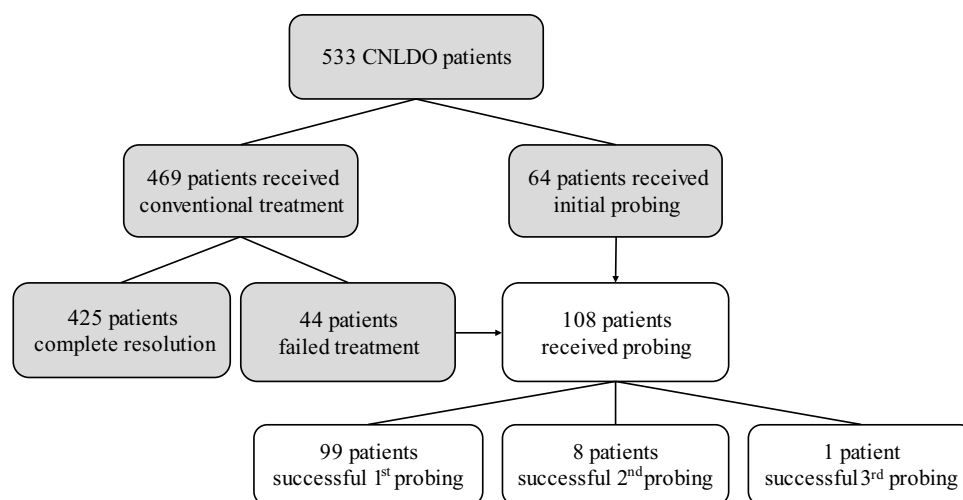 533 CNLDO patients
469 patients received
conventional treatment
64 patients received
initial probing
425 patients
complete resolution
44 patients
failed treatment
108 patients
received probing
99 patients
successful 1st probing
8 patients
successful 2nd probing
1 patient
successful 3rd probing